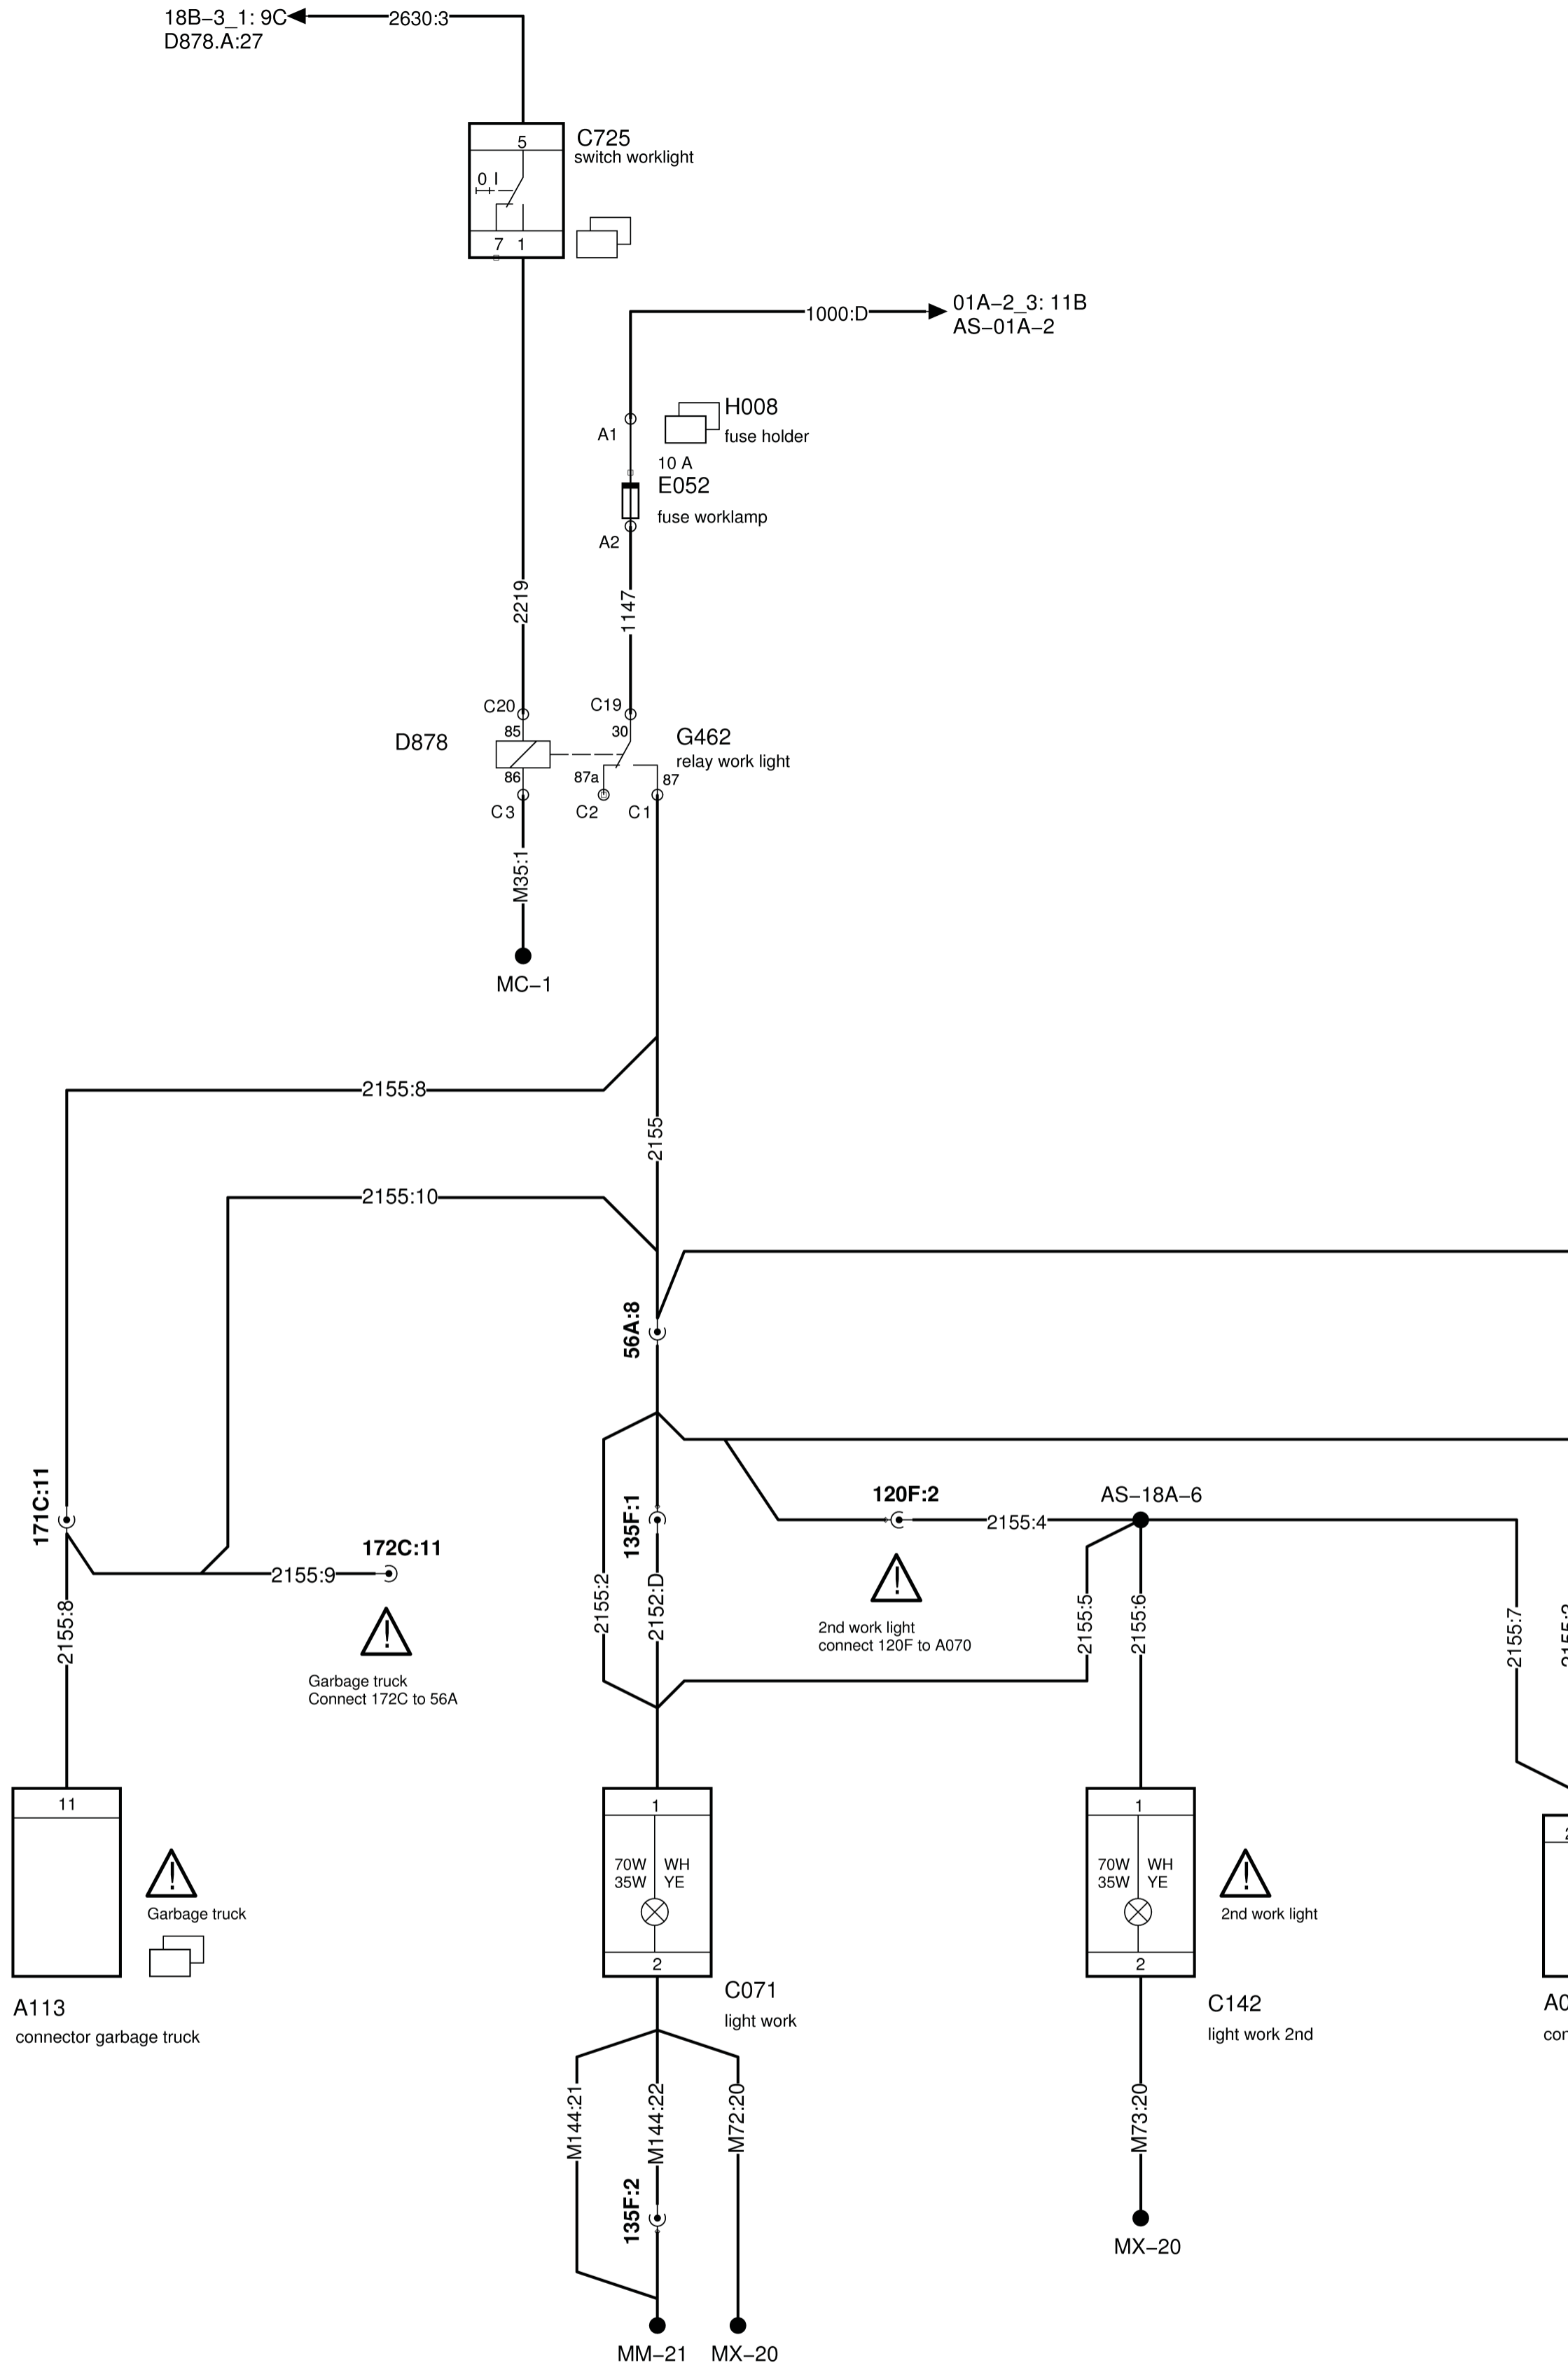 18B–3_1: 9C
D878.A:27
2630:3
5
C725
switch worklight
0 I
7 1
1000:D
01A–2_3: 11B
AS–01A–2
H008
fuse holder
A1
10 A
E052
fuse worklamp
A2
2219
1147
C20
C19
85
30
D878
G462
relay work light
86
87a
87
C3
C2
C1
M35:1
MC–1
2155:8
2155
2155:10
56A:8
171C:11
135F:1
120F:2
2155:4
AS–18A–6
172C:11
2155:9
2155:8
2155:2
2152:D
2155:5
2155:6
2155:7
2nd work light
connect 120F to A070
Garbage truck
Connect 172C to 56A
11
1
1
70W WH
35W YE
70W WH
35W YE
Garbage truck
2nd work light
2
2
A113
connector garbage truck
C071
light work
C142
light work 2nd
M144:21
M144:22
M72:20
M73:20
135F:2
MX–20
MM–21
MX–20